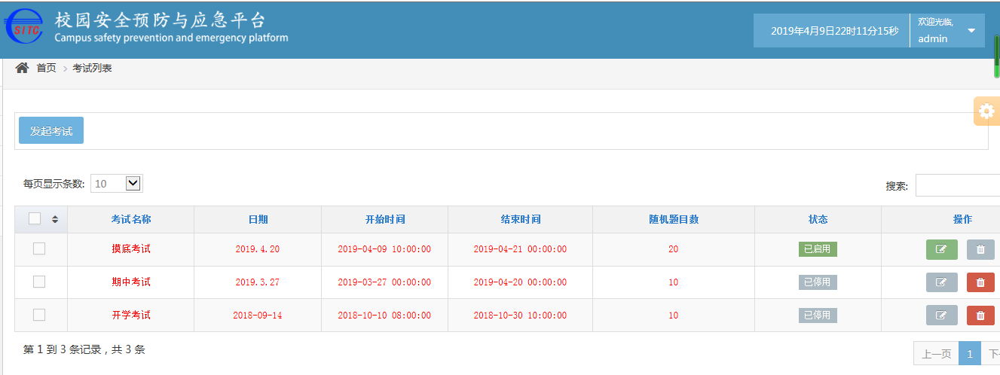 SITC
校园安全预防与应急平台
Campus safety prevention and emergency platform
2019年4月9日22时11分15秒
欢迎光临,
admin
首页 > 考试列表
发起考试
每页显示条数: 10
搜索:
考试名称 日期 开始时间 结束时间 随机题目数 状态 操作
摸底考试 2019.4.20 2019-04-09 10:00:00 2019-04-21 00:00:00 20 已启用
期中考试 2019.3.27 2019-03-27 00:00:00 2019-04-20 00:00:00 10 已停用
开学考试 2018-09-14 2018-10-10 08:00:00 2018-10-30 10:00:00 10 已停用
第 1 到 3 条记录，共 3 条
上一页 1 下一